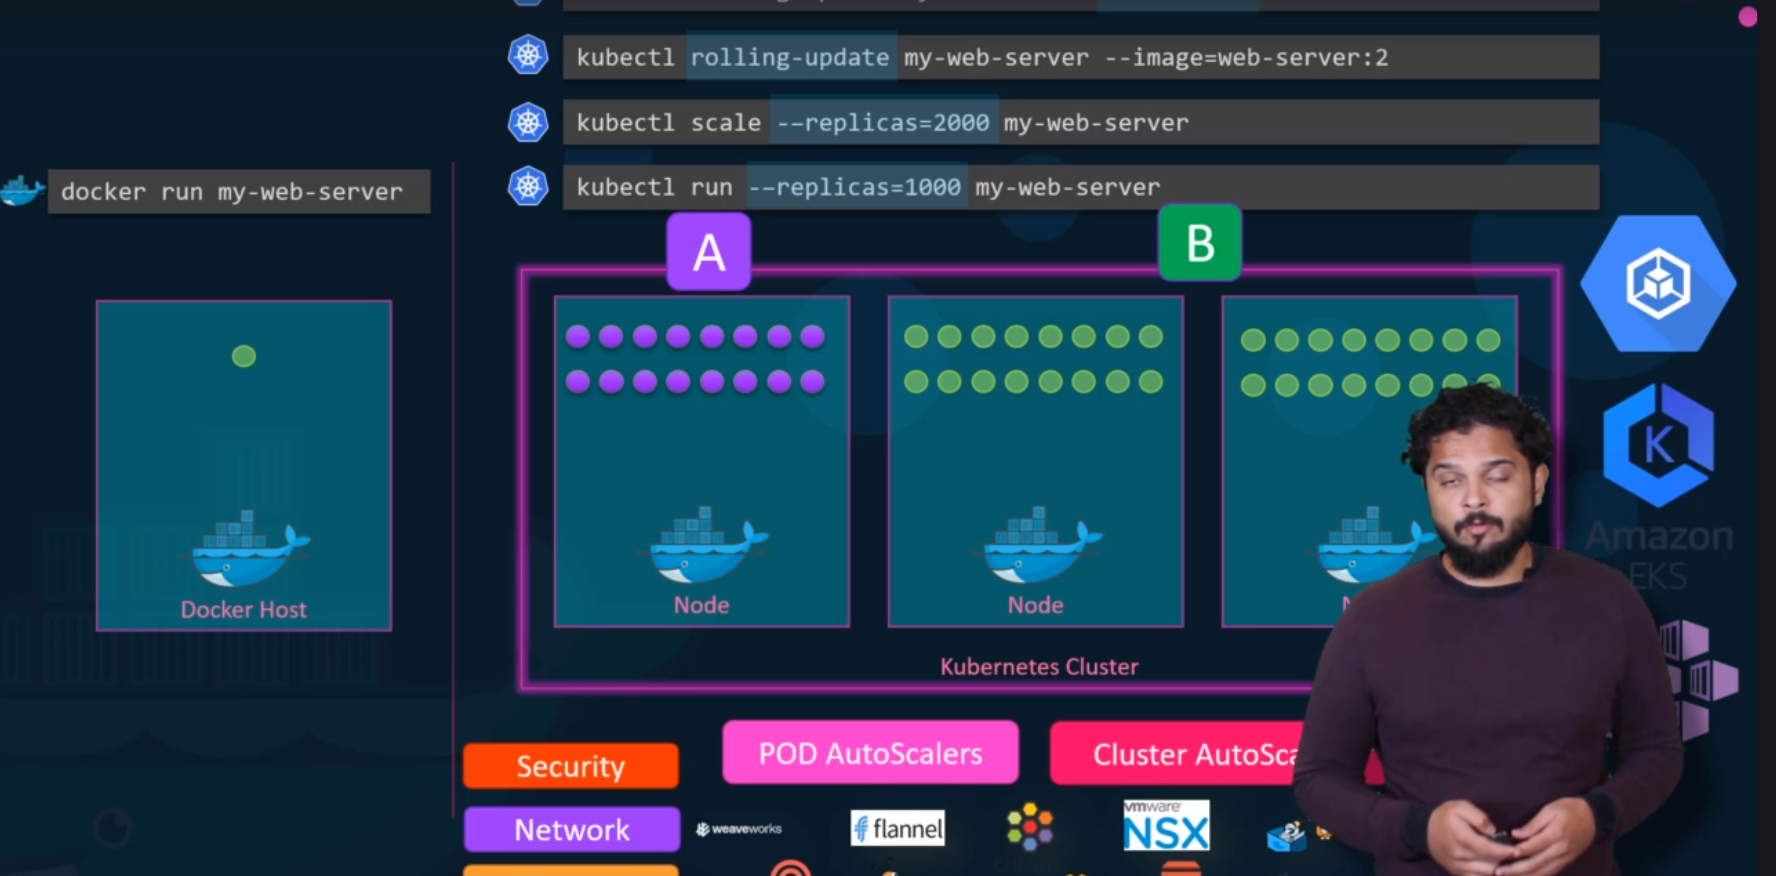 kubectl rolling-update my-web-server --image=web-server:2
kubectl scale --replicas=2000 my-web-server
kubectl run --replicas=1000 my-web-server
docker run my-web-server
A
B
K
Amazon
EKS
Docker Host
Node
Node
Kubernetes Cluster
POD AutoScalers
Cluster AutoSca
Security
Network
weaveworks
flannel
vmware
NSX